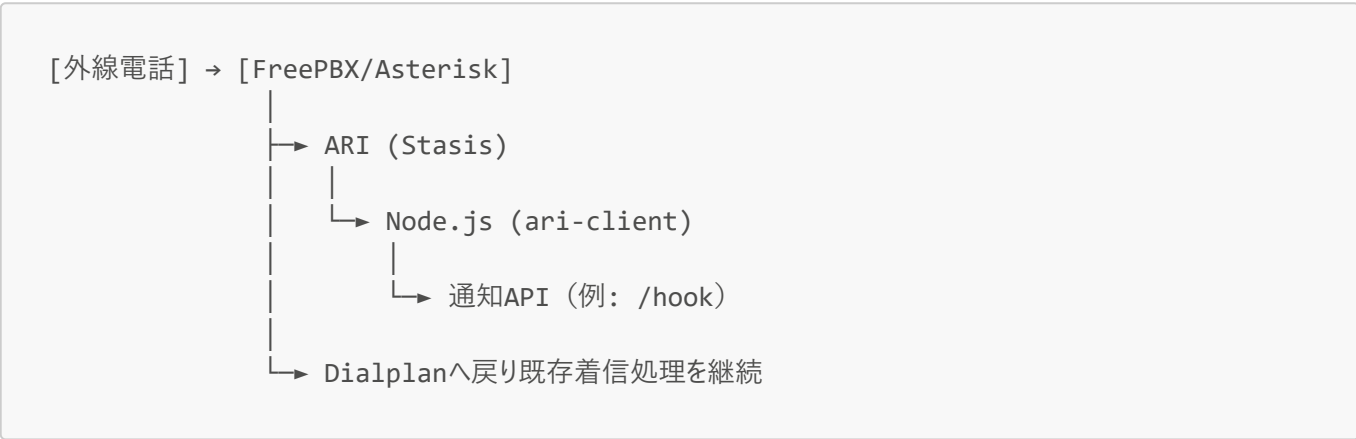 [外線電話] → [FreePBX/Asterisk]
│
├─► ARI (Stasis)
│   │
│   └─► Node.js (ari-client)
│       │
│       └─► 通知API（例: /hook）
│
└─► Dialplanへ戻り既存着信処理を継続